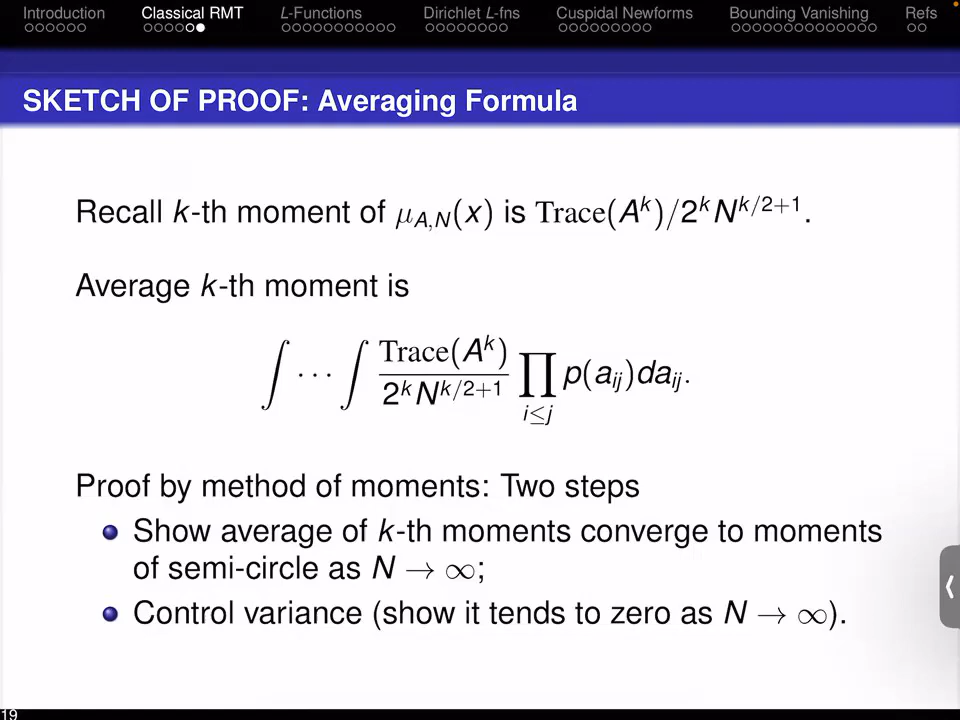 Introduction Classical RMT L-Functions Dirichlet L-fns Cuspidal Newforms Bounding Vanishing Refs
SKETCH OF PROOF: Averaging Formula
Recall k-th moment of μ_{A,N}(x) is Trace(A^k)/2^k N^{k/2+1}.
Average k-th moment is
∫ ··· ∫ Trace(A^k) / 2^k N^{k/2+1} ∏_{i≤j} p(a_{ij})da_{ij}.
Proof by method of moments: Two steps
Show average of k-th moments converge to moments
of semi-circle as N → ∞;
Control variance (show it tends to zero as N → ∞).
19